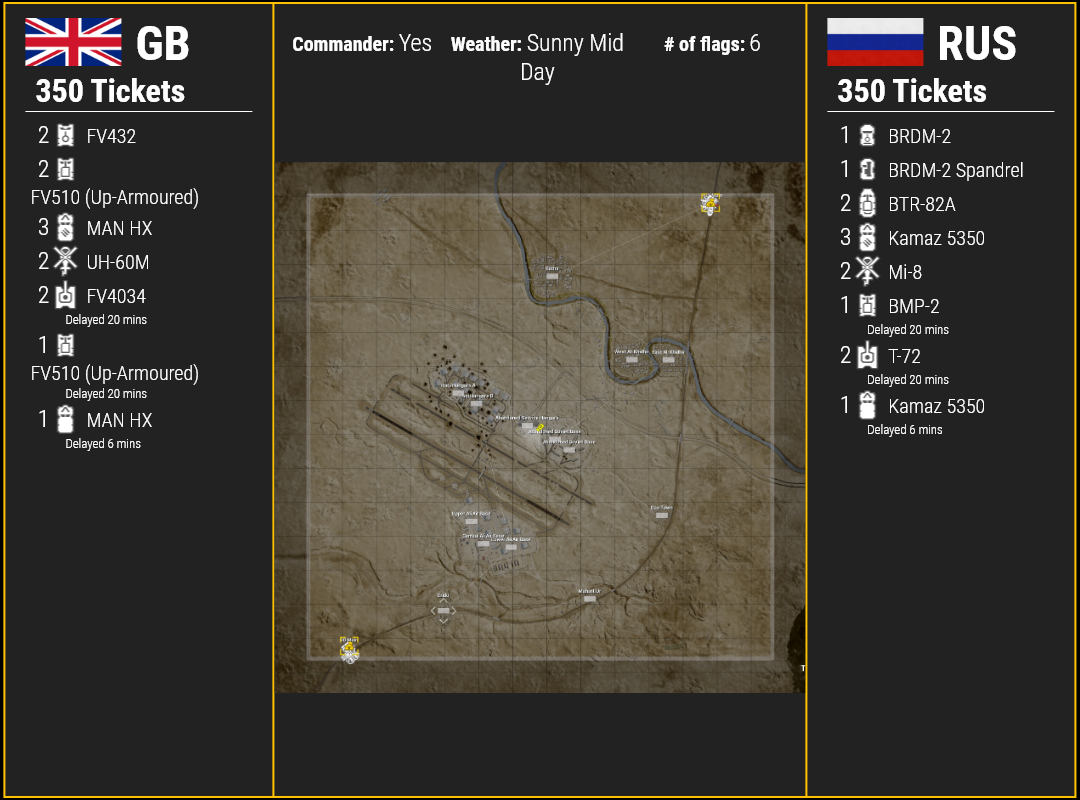 GB
350 Tickets
2 FV432
2
FV510 (Up-Armoured)
3 MAN HX
2 UH-60M
2 FV4034
Delayed 20 mins
1
FV510 (Up-Armoured)
Delayed 20 mins
1 MAN HX
Delayed 6 mins
Commander: Yes Weather: Sunny Mid # of flags: 6
Day
T
RUS
350 Tickets
1 BRDM-2
1 BRDM-2 Spandrel
2 BTR-82A
3 Kamaz 5350
2 Mi-8
1 BMP-2
Delayed 20 mins
2 T-72
Delayed 20 mins
1 Kamaz 5350
Delayed 6 mins